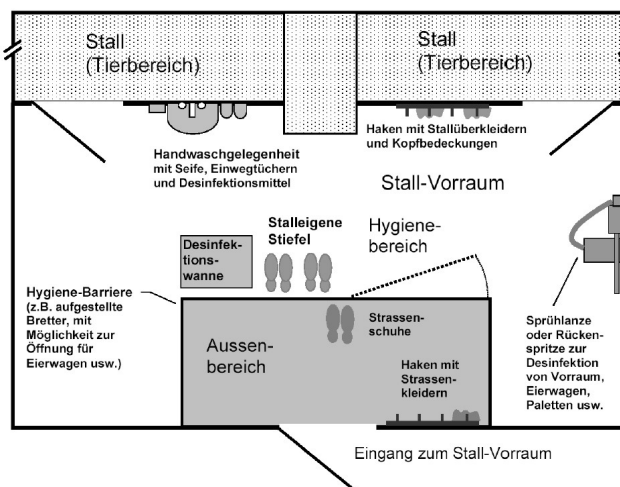 Stall
(Tierbereich)
Stall
(Tierbereich)
Handwaschgelegenheit
mit Seife, Einwegtüchern
und Desinfektionsmittel
Haken mit Stallüberkleidern
und Kopfbedeckungen
Stall-Vorraum
Stalleigene
Stiefel
Hygiene-
bereich
Desinfek-
tions-
wanne
Hygiene-Barriere
(z.B. aufgestellte
Bretter, mit
Möglichkeit zur
Öffnung für
Eierwagen usw.)
Strassen-
schuhe
Aussen-
bereich
Haken mit
Strassen-
kleidern
Sprühlanze
oder Rücken-
spritze zur
Desinfektion
von Vorraum,
Eierwagen,
Paletten usw.
Eingang zum Stall-Vorraum